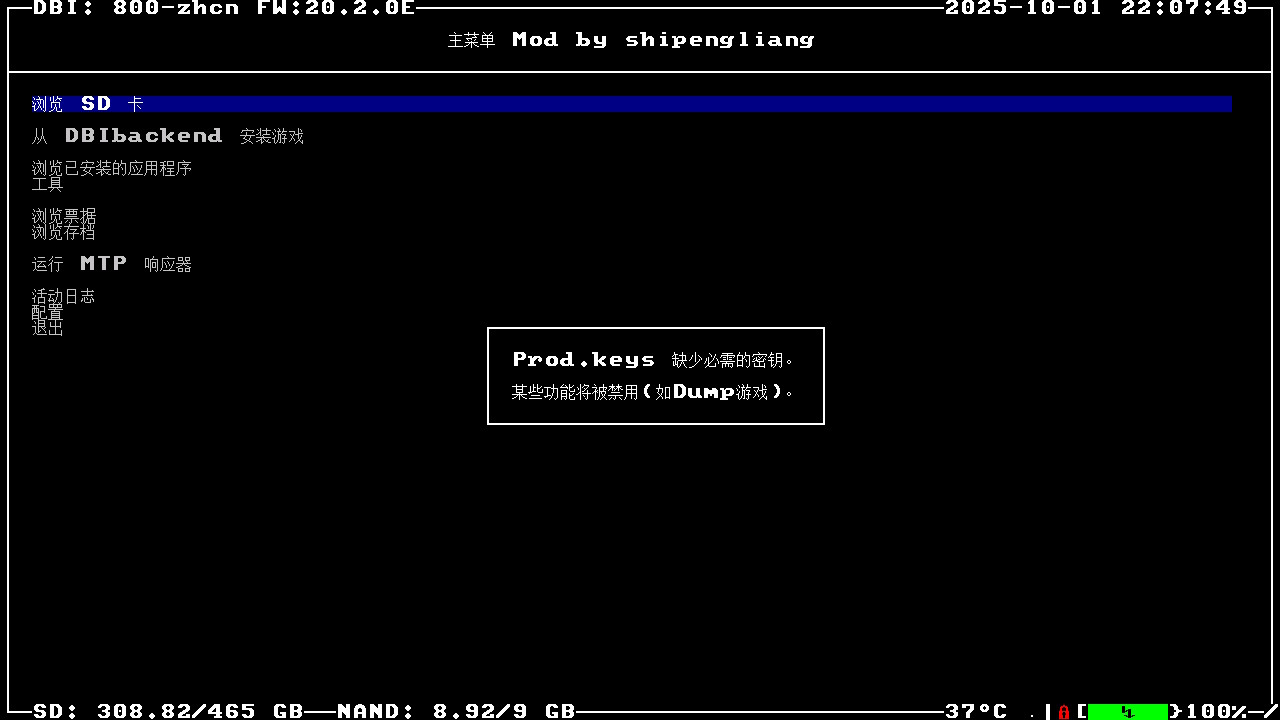 DBI: 800-zhcn FW:20.2.0E 2025-10-01 22:07:49
主菜单 Mod by shipengliang
浏览 SD 卡
从 DBIbackend 安装游戏
浏览已安装的应用程序
工具
浏览票据
浏览存档
运行 MTP 响应器
活动日志
配置
退出
Prod.keys 缺少必需的密钥。
某些功能将被禁用(如Dump游戏)。
SD: 308.82/465 GB NAND: 8.92/9 GB 37°C 100%